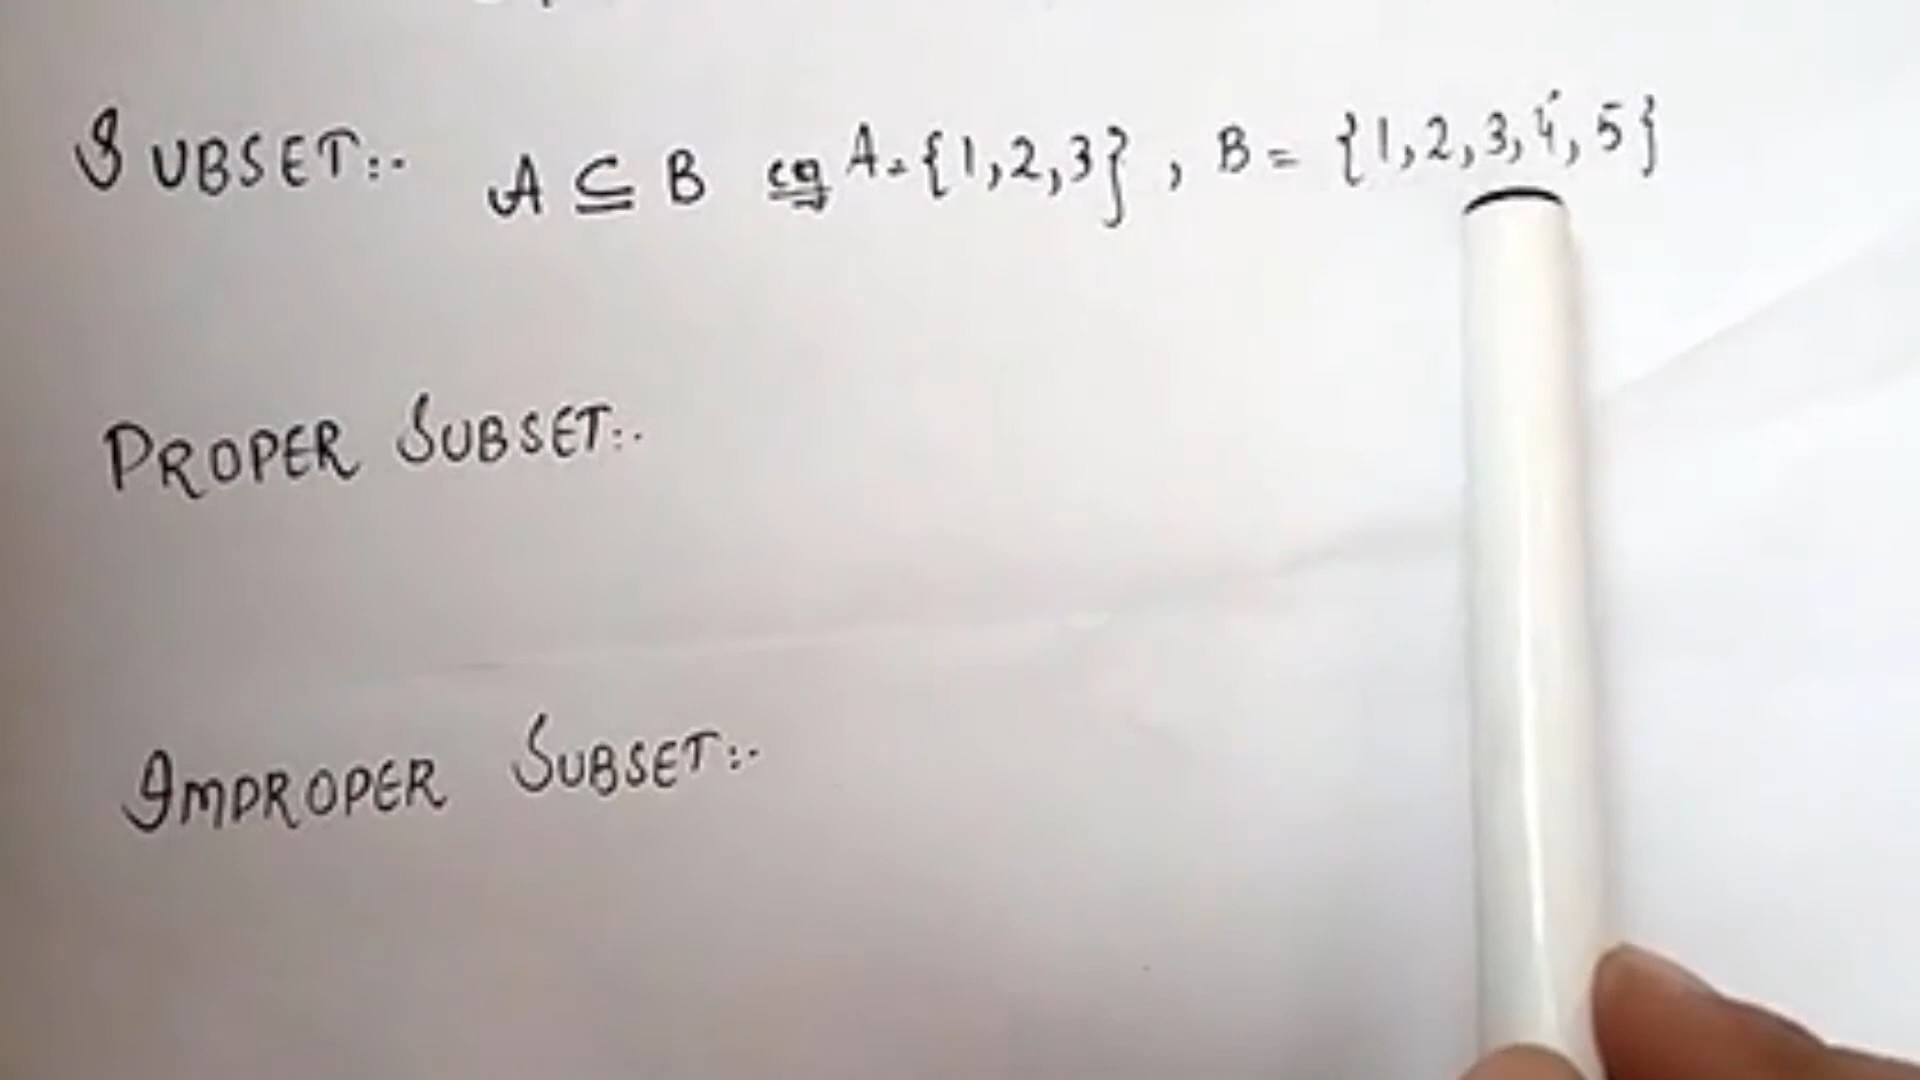 SUBSET:- A ⊆ B eg A = {1,2,3}, B = {1,2,3,4,5}
PROPER SUBSET:-
IMPROPER SUBSET:-